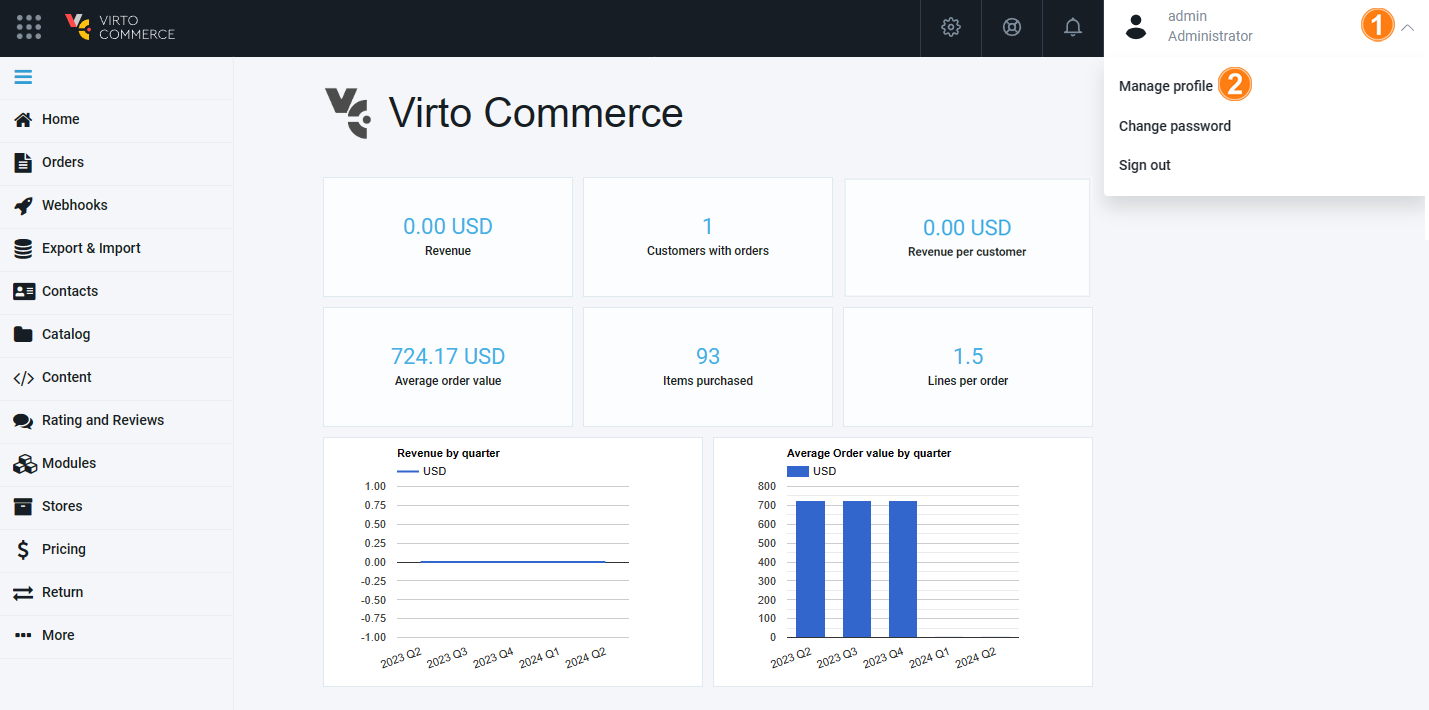 VIRTO
COMMERCE
admin
Administrator
1
Manage profile
2
Change password
Sign out
Home
Orders
Webhooks
Export & Import
Contacts
Catalog
Content
Rating and Reviews
Modules
Stores
Pricing
Return
More
Virto Commerce
0.00 USD
Revenue
1
Customers with orders
0.00 USD
Revenue per customer
724.17 USD
Average order value
93
Items purchased
1.5
Lines per order
Revenue by quarter
USD
1.00
0.75
0.50
0.25
0.00
-0.25
-0.50
-0.75
-1.00
2023 Q2
2023 Q3
2023 Q4
2024 Q1
2024 Q2
Average Order value by quarter
USD
800
700
600
500
400
300
200
100
0
2023 Q2
2023 Q3
2023 Q4
2024 Q1
2024 Q2